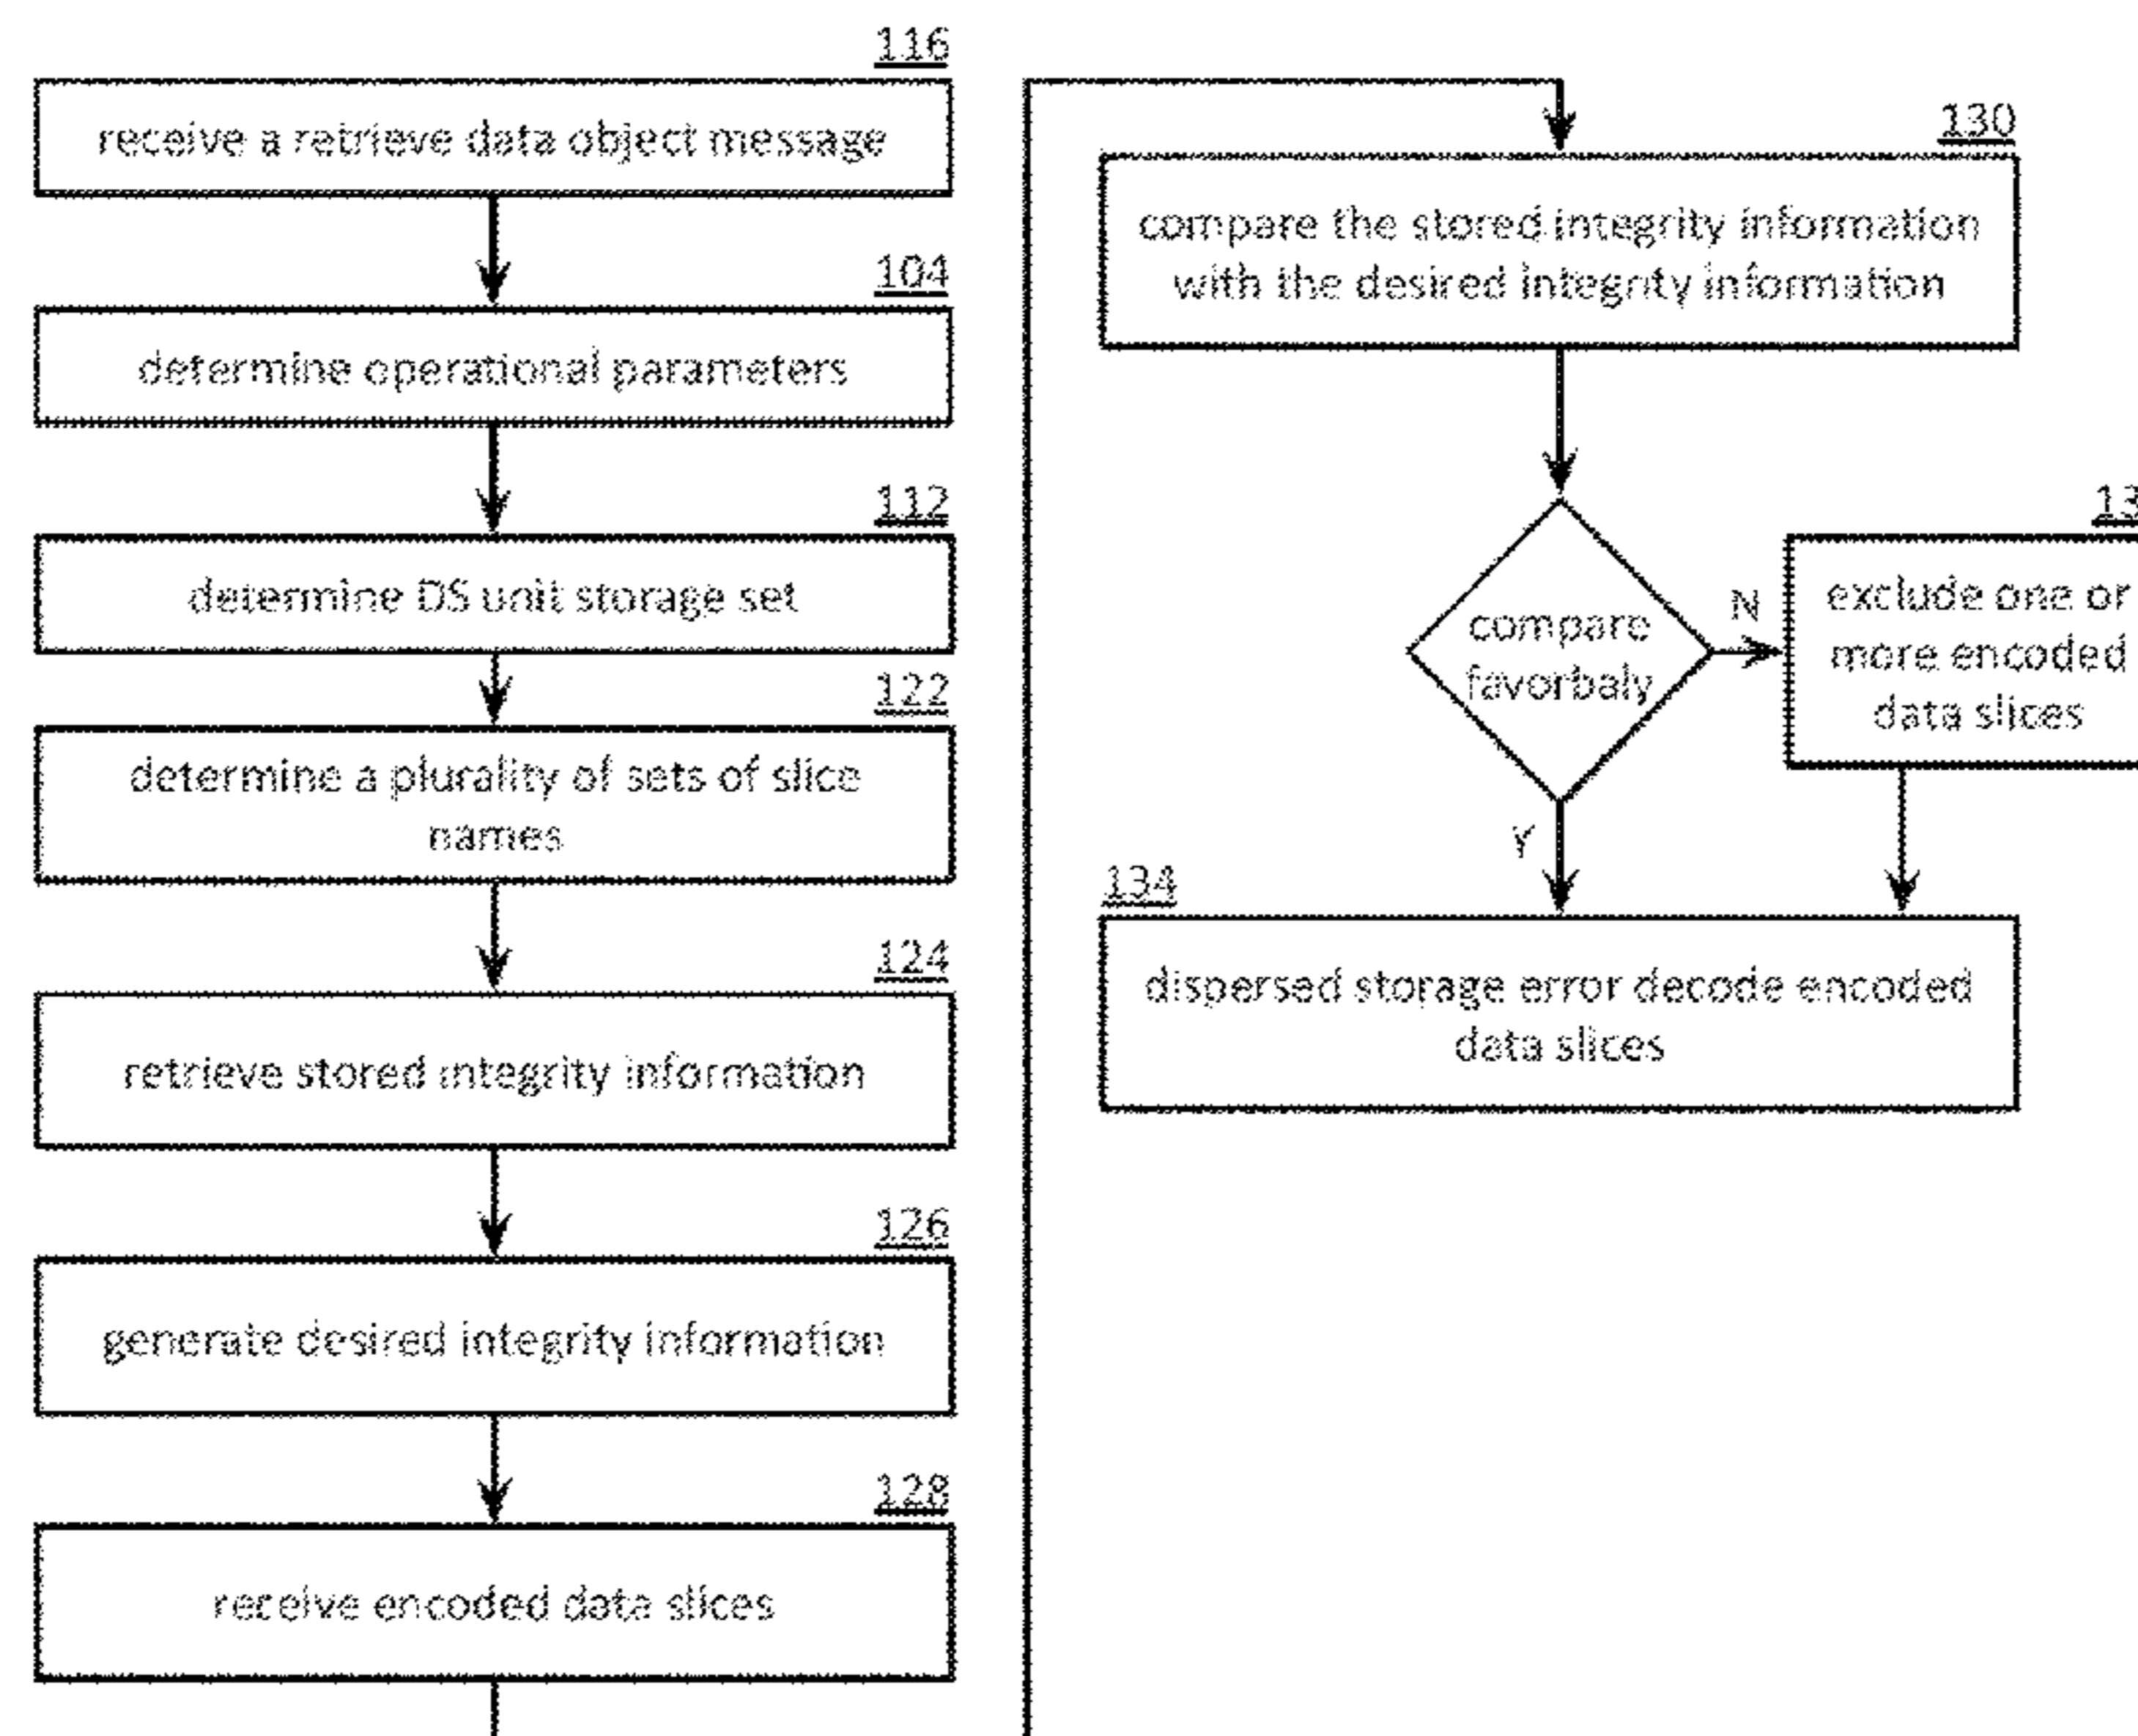 116
receive a retrieve data object message
104
determine operational parameters
112
determine DS unit storage set
122
determine a plurality of sets of slice
names
124
retrieve stored integrity information
126
generate desired integrity information
128
receive encoded data slices
130
compare the stored integrity information
with the desired integrity information
compare
favorbaly
N
Y
exclude one or
more encoded
data slices
134
dispersed storage error decode encoded
data slices